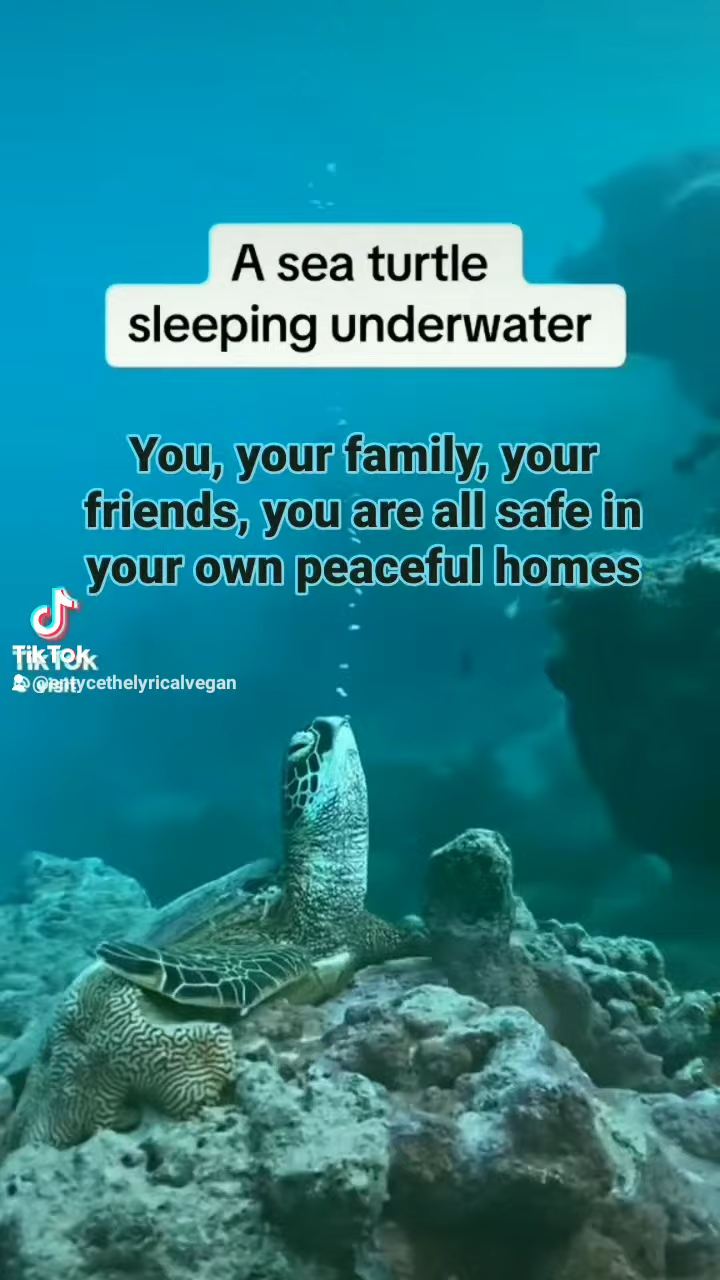 A sea turtle
sleeping underwater
You, your family, your
friends, you are all safe in
your own peaceful homes
TikTok
@entycethelyricalvegan